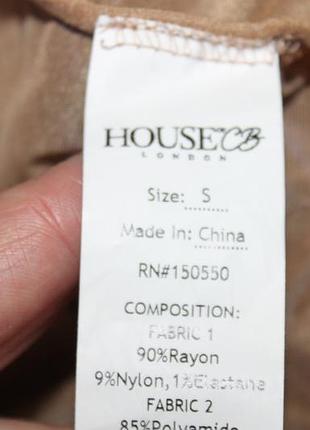 HOUSE CB
LONDON
Size: S
Made In: China
RN#150550
COMPOSITION:
FABRIC 1
90%Rayon
9%Nylon,1%Elastane
FABRIC 2
85%Polyamide